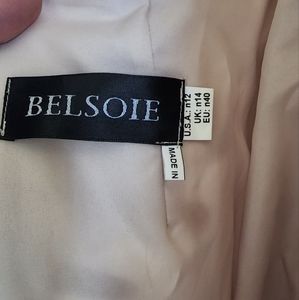 BELSOIE
U.S.A.: n12
UK: n14
EU: n40
MADE IN